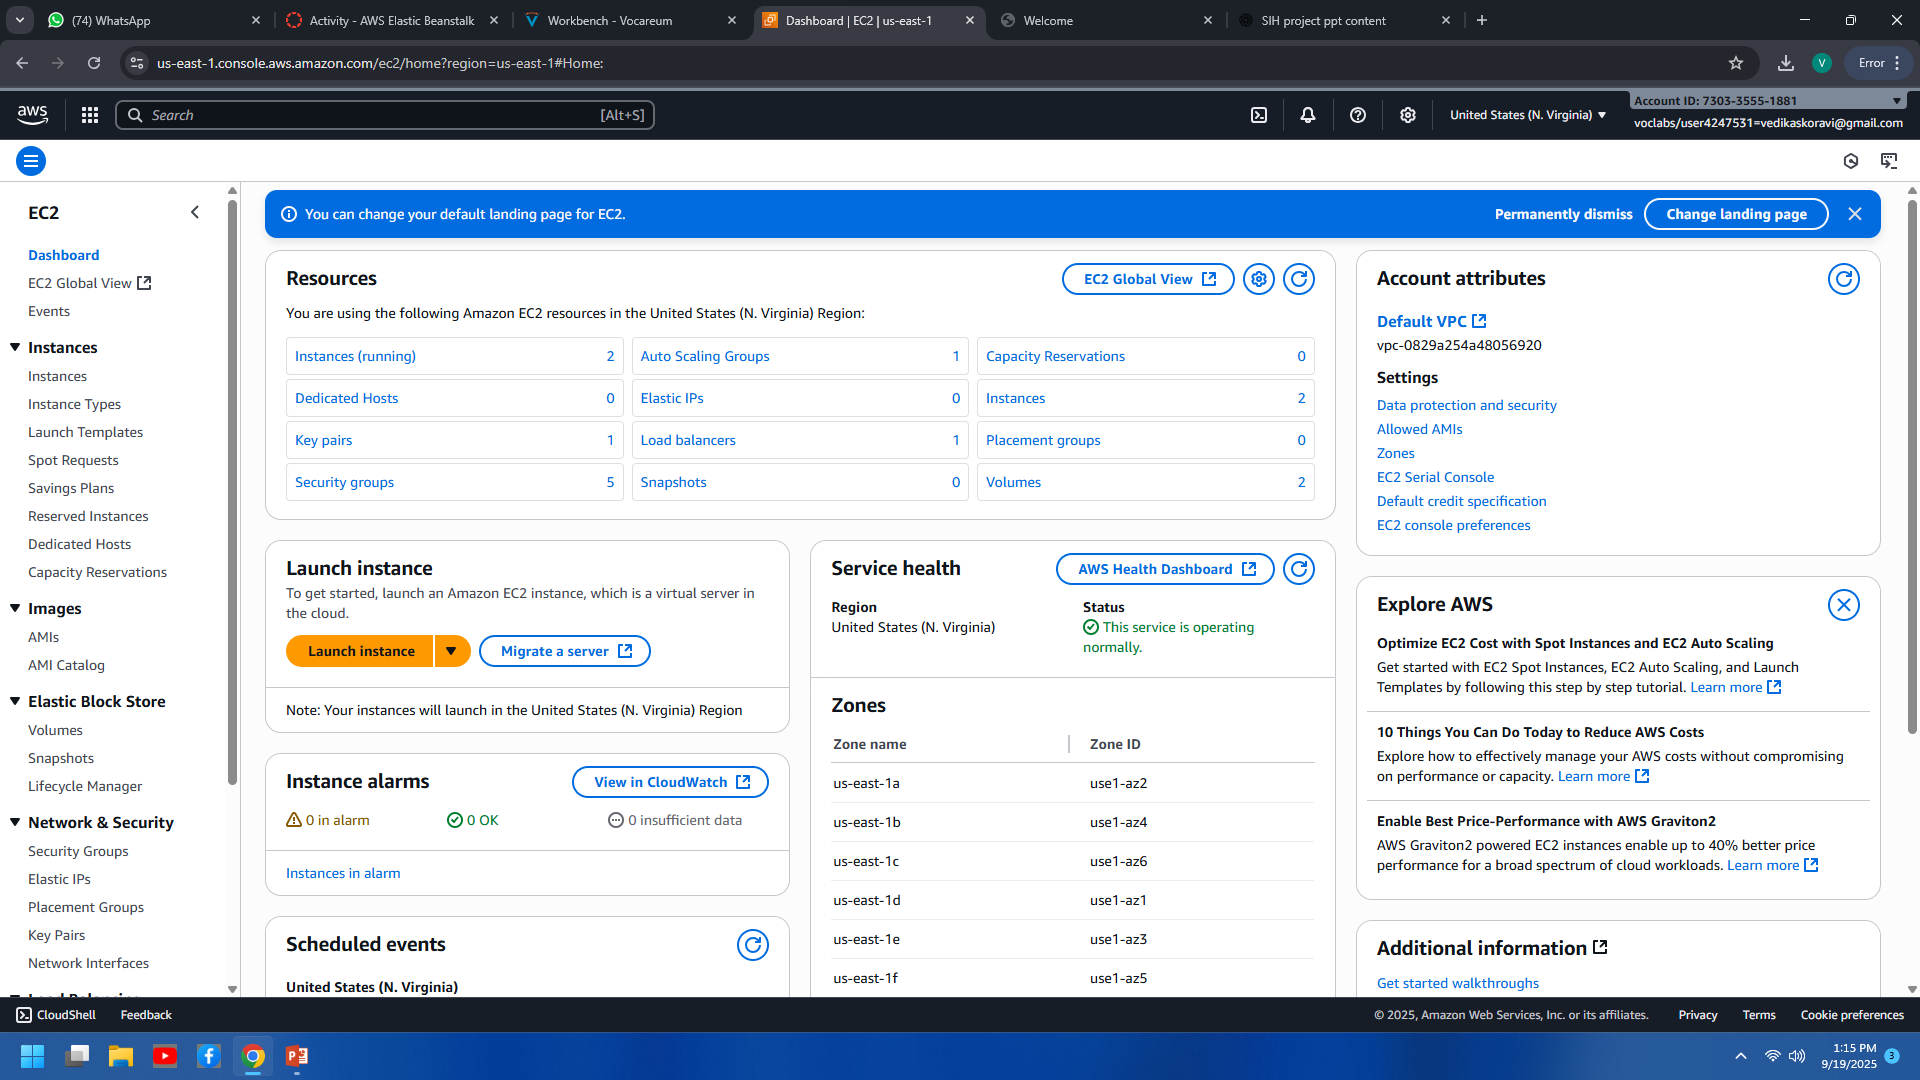 (74) WhatsApp
Activity - AWS Elastic Beanstalk
Workbench - Vocareum
Dashboard | EC2 | us-east-1
Welcome
SIH project ppt content
us-east-1.console.aws.amazon.com/ec2/home?region=us-east-1#Home:
V
Error
aws
Search
[Alt+S]
United States (N. Virginia)
Account ID: 7303-3555-1881
voclabs/user4247531=vedikaskoravi@gmail.com
EC2
Dashboard
EC2 Global View
Events
Instances
Instances
Instance Types
Launch Templates
Spot Requests
Savings Plans
Reserved Instances
Dedicated Hosts
Capacity Reservations
Images
AMIs
AMI Catalog
Elastic Block Store
Volumes
Snapshots
Lifecycle Manager
Network & Security
Security Groups
Elastic IPs
Placement Groups
Key Pairs
Network Interfaces
You can change your default landing page for EC2.
Permanently dismiss
Change landing page
Resources
EC2 Global View
You are using the following Amazon EC2 resources in the United States (N. Virginia) Region:
Instances (running) 2
Auto Scaling Groups 1
Capacity Reservations 0
Dedicated Hosts 0
Elastic IPs 0
Instances 2
Key pairs 1
Load balancers 1
Placement groups 0
Security groups 5
Snapshots 0
Volumes 2
Launch instance
To get started, launch an Amazon EC2 instance, which is a virtual server in
the cloud.
Launch instance
Migrate a server
Note: Your instances will launch in the United States (N. Virginia) Region
Instance alarms
View in CloudWatch
0 in alarm
0 OK
0 insufficient data
Instances in alarm
Scheduled events
United States (N. Virginia)
Service health
AWS Health Dashboard
Region
United States (N. Virginia)
Status
This service is operating
normally.
Zones
Zone name Zone ID
us-east-1a use1-az2
us-east-1b use1-az4
us-east-1c use1-az6
us-east-1d use1-az1
us-east-1e use1-az3
us-east-1f use1-az5
Account attributes
Default VPC
vpc-0829a254a48056920
Settings
Data protection and security
Allowed AMIs
Zones
EC2 Serial Console
Default credit specification
EC2 console preferences
Explore AWS
Optimize EC2 Cost with Spot Instances and EC2 Auto Scaling
Get started with EC2 Spot Instances, EC2 Auto Scaling, and Launch
Templates by following this step by step tutorial. Learn more
10 Things You Can Do Today to Reduce AWS Costs
Explore how to effectively manage your AWS costs without compromising
on performance or capacity. Learn more
Enable Best Price-Performance with AWS Graviton2
AWS Graviton2 powered EC2 instances enable up to 40% better price
performance for a broad spectrum of cloud workloads. Learn more
Additional information
Get started walkthroughs
CloudShell
Feedback
© 2025, Amazon Web Services, Inc. or its affiliates.
Privacy
Terms
Cookie preferences
1:15 PM
9/19/2025
3